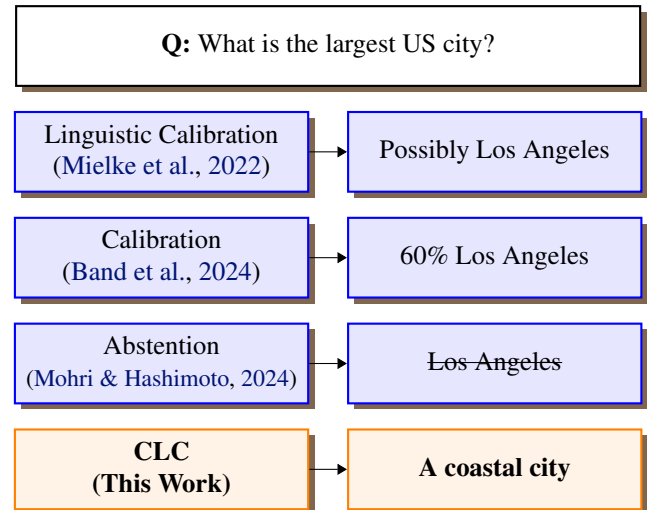 Q: What is the largest US city?
Linguistic Calibration
(Mielke et al., 2022)
Possibly Los Angeles
Calibration
(Band et al., 2024)
60% Los Angeles
Abstention
(Mohri & Hashimoto, 2024)
Los Angeles
CLC
(This Work)
A coastal city